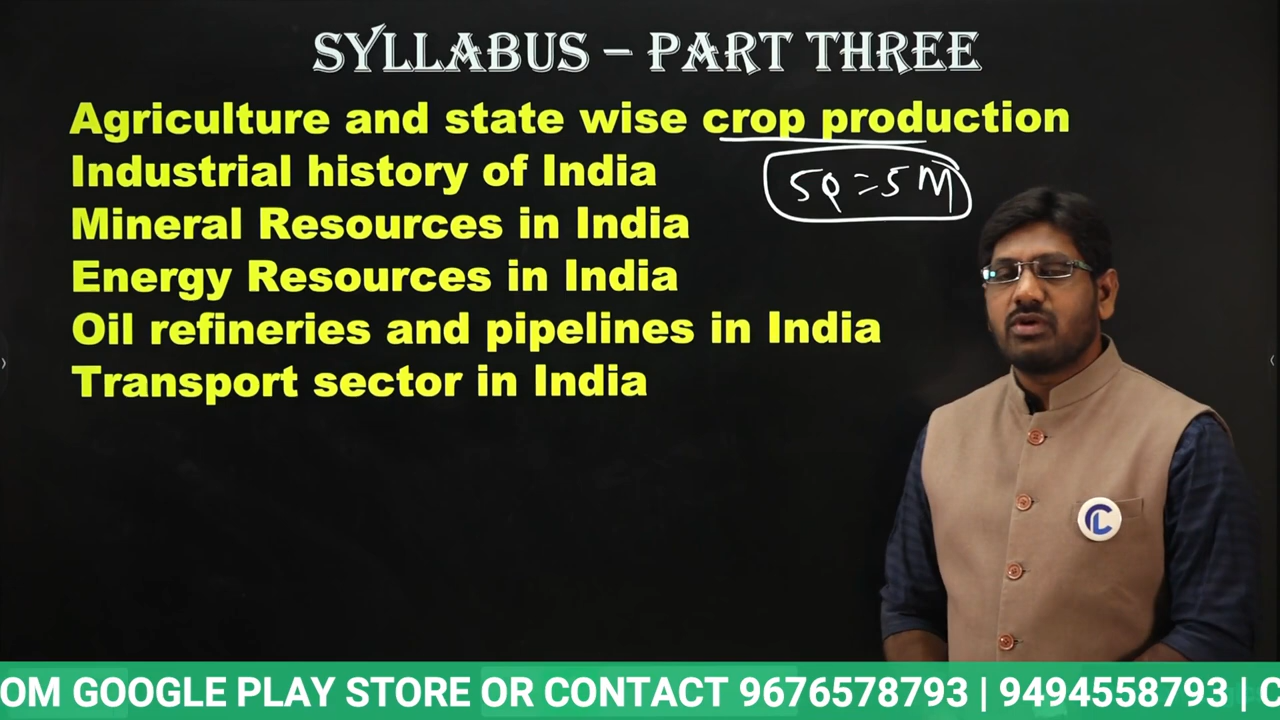 SYLLABUS – PART THREE
Agriculture and state wise crop production
Industrial history of India
5Q = 5M
Mineral Resources in India
Energy Resources in India
Oil refineries and pipelines in India
Transport sector in India
OM GOOGLE PLAY STORE OR CONTACT 9676578793 | 9494558793 | C